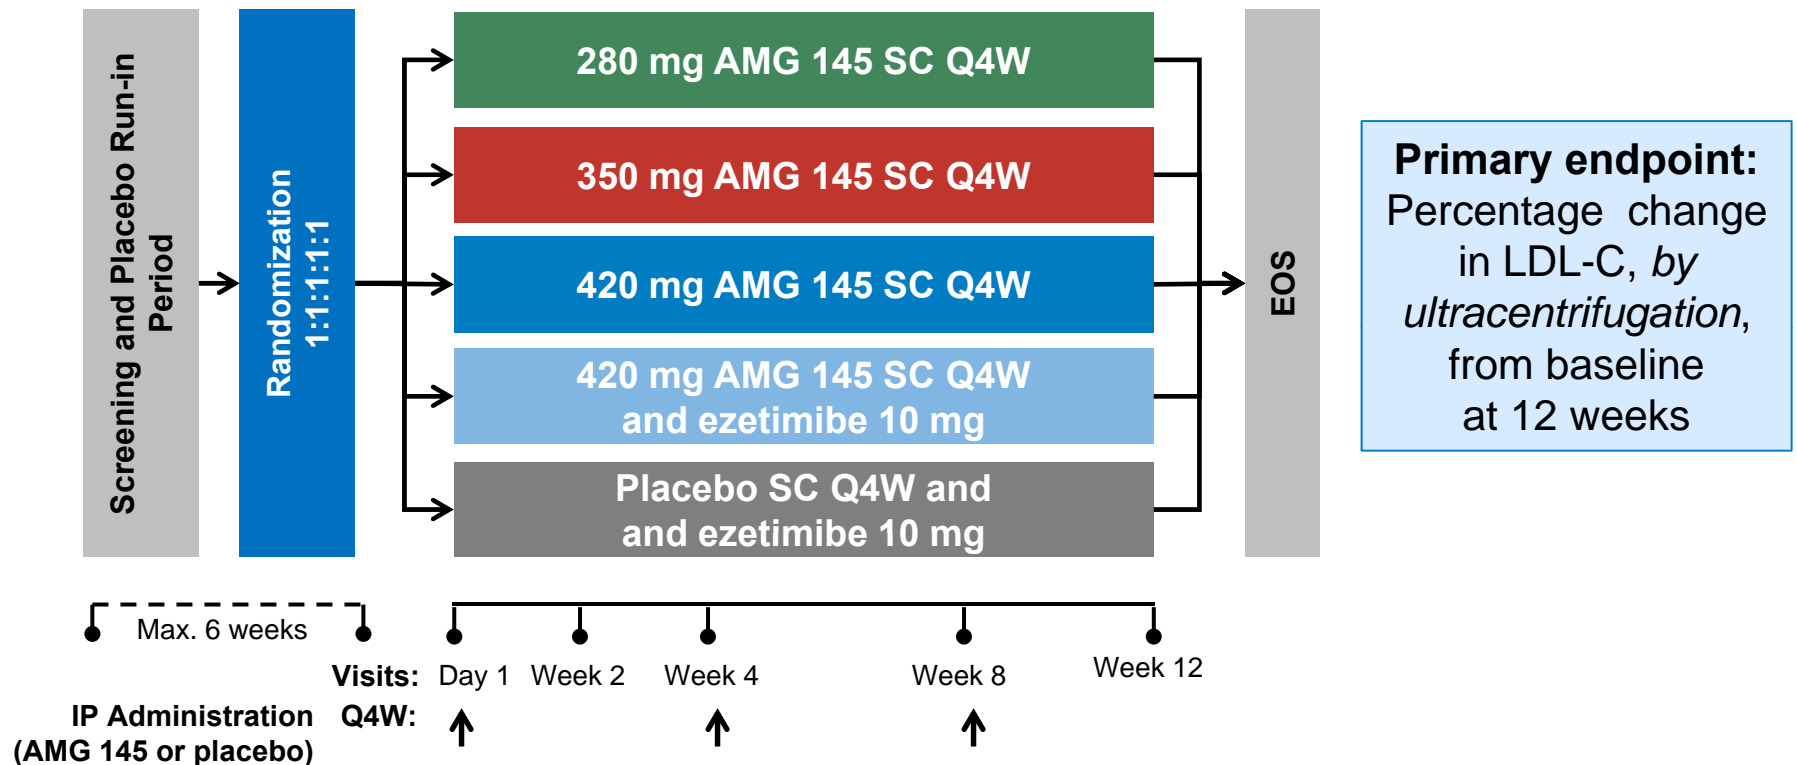 Screening and Placebo Run-in
Period
Randomization
1:1:1:1:1
280 mg AMG 145 SC Q4W
350 mg AMG 145 SC Q4W
420 mg AMG 145 SC Q4W
420 mg AMG 145 SC Q4W
and ezetimibe 10 mg
Placebo SC Q4W and
and ezetimibe 10 mg
EOS
Primary endpoint:
Percentage change
in LDL-C, by
ultracentrifugation,
from baseline
at 12 weeks
Max. 6 weeks
Visits: Day 1 Week 2 Week 4 Week 8 Week 12
IP Administration Q4W:
(AMG 145 or placebo)